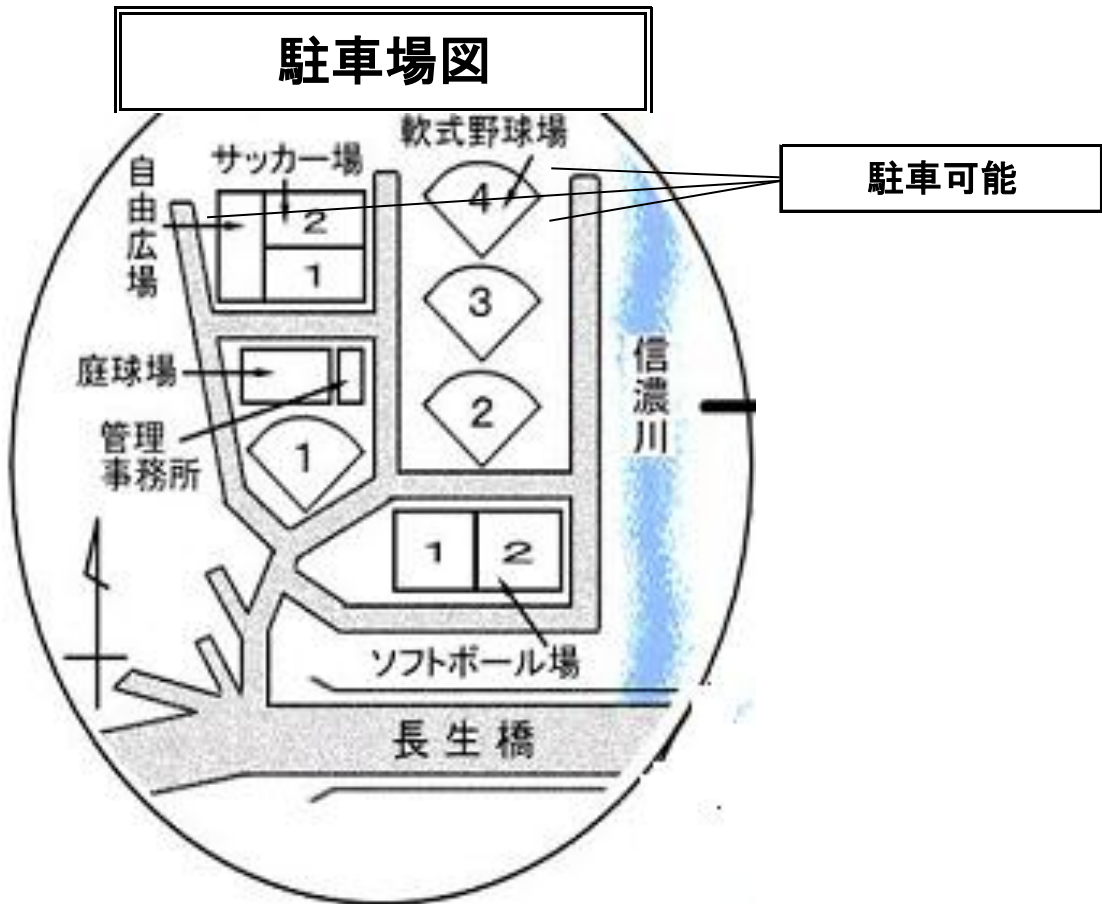 駐車場図
軟式野球場
サッカー場
自由広場
駐車可能
4
2
1
3
庭球場
信濃川
2
管理
事務所
1
1
2
ソフトボール場
長生橋